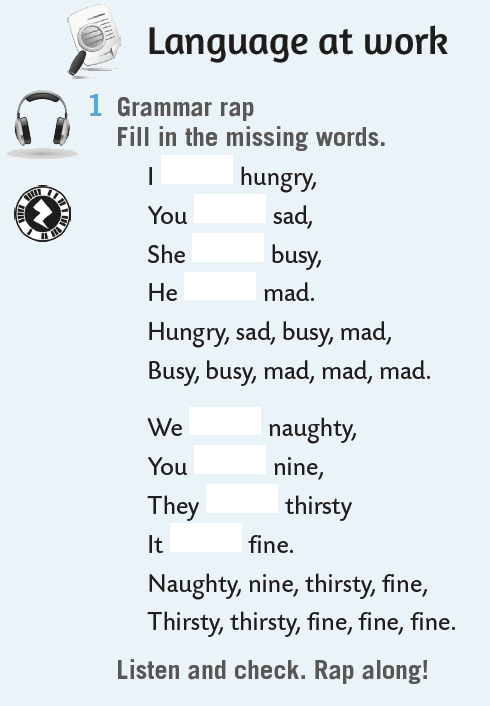 Language at work
1 Grammar rap
Fill in the missing words.
I hungry,
You sad,
She busy,
He mad.
Hungry, sad, busy, mad,
Busy, busy, mad, mad, mad.
We naughty,
You nine,
They thirsty
It fine.
Naughty, nine, thirsty, fine,
Thirsty, thirsty, fine, fine, fine.
Listen and check. Rap along!